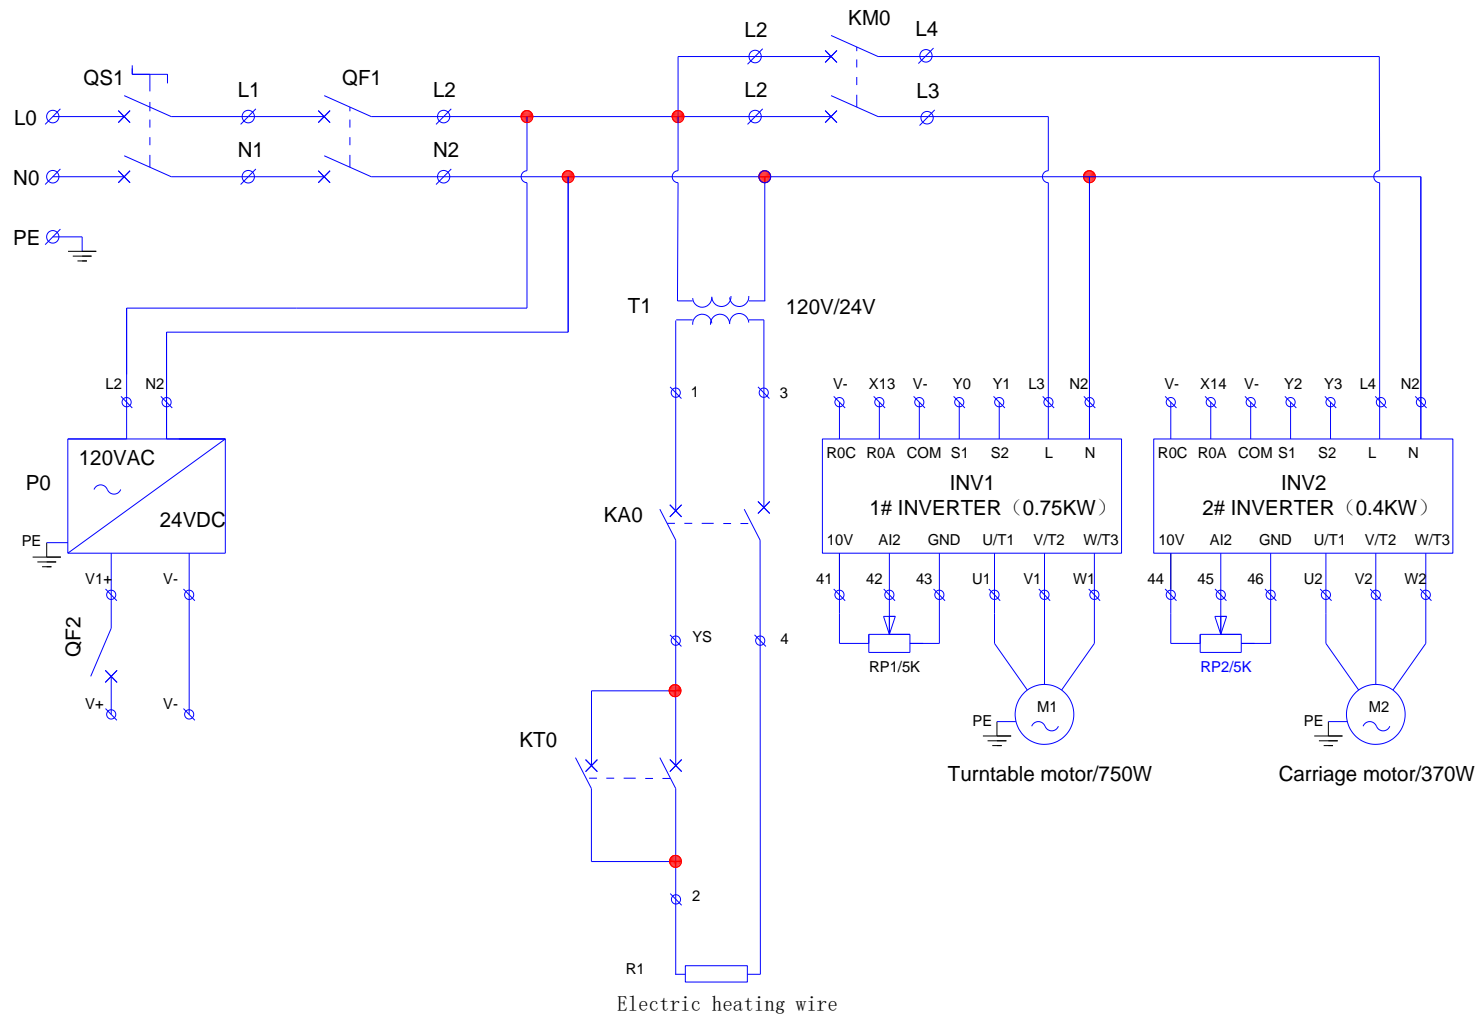 KM0
L2
L4
QS1
QF1
L1
L2
L2
L3
L0
N1
N2
N0
PE
T1
120V/24V
L2
N2
1
3
V-
X13
V-
Y0
Y1
L3
N2
V-
X14
V-
Y2
Y3
L4
N2
120VAC
R0C
R0A
COM
S1
S2
L
N
R0C
R0A
COM
S1
S2
L
N
P0
INV1
INV2
24VDC
KA0
1# INVERTER（0.75KW）
2# INVERTER（0.4KW）
PE
10V
AI2
GND
U/T1
V/T2
W/T3
10V
AI2
GND
U/T1
V/T2
W/T3
V1+
V-
41
42
43
U1
V1
W1
44
45
46
U2
V2
W2
QF2
YS
4
RP1/5K
RP2/5K
V+
V-
M1
M2
PE
PE
KT0
Turntable motor/750W
Carriage motor/370W
2
R1
Electric heating wire